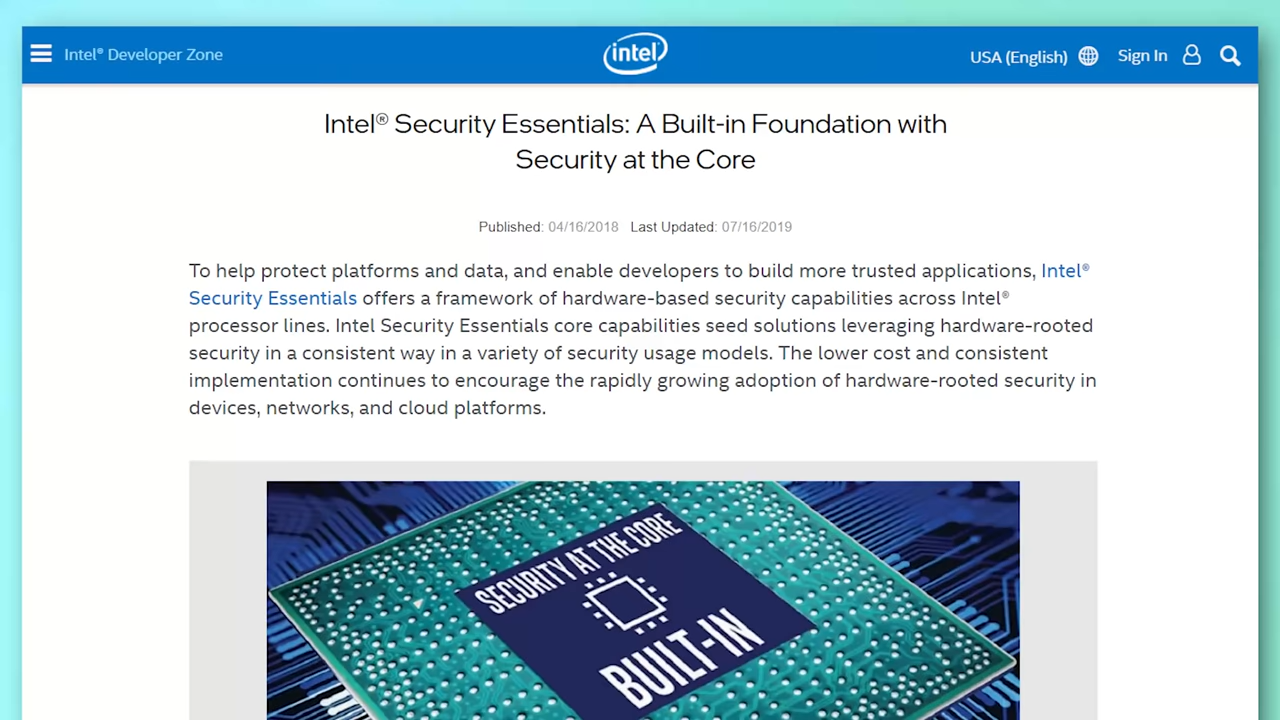 Intel® Developer Zone
intel
USA (English)
Sign In
Intel® Security Essentials: A Built-in Foundation with
Security at the Core
Published: 04/16/2018 Last Updated: 07/16/2019
To help protect platforms and data, and enable developers to build more trusted applications, Intel®
Security Essentials offers a framework of hardware-based security capabilities across Intel®
processor lines. Intel Security Essentials core capabilities seed solutions leveraging hardware-rooted
security in a consistent way in a variety of security usage models. The lower cost and consistent
implementation continues to encourage the rapidly growing adoption of hardware-rooted security in
devices, networks, and cloud platforms.
SECURITY AT THE CORE
BUILT-IN